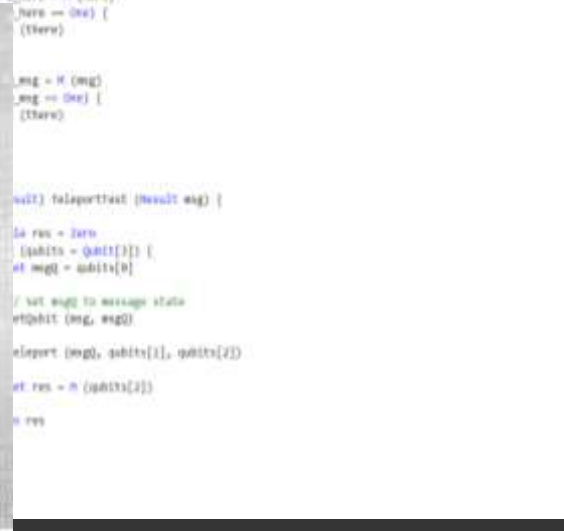 _here == One) {
(there)
_msg = M (msg)
_msg == One) {
(there)
sult) TeleportTest (Result msg) {
le res = Zero
(qubits = Qubit[3]) {
et msgQ = qubits[0]
/ set msgQ to message state
etQubit (msg, msgQ)
eleport (msgQ, qubits[1], qubits[2])
et res = M (qubits[2])
n res